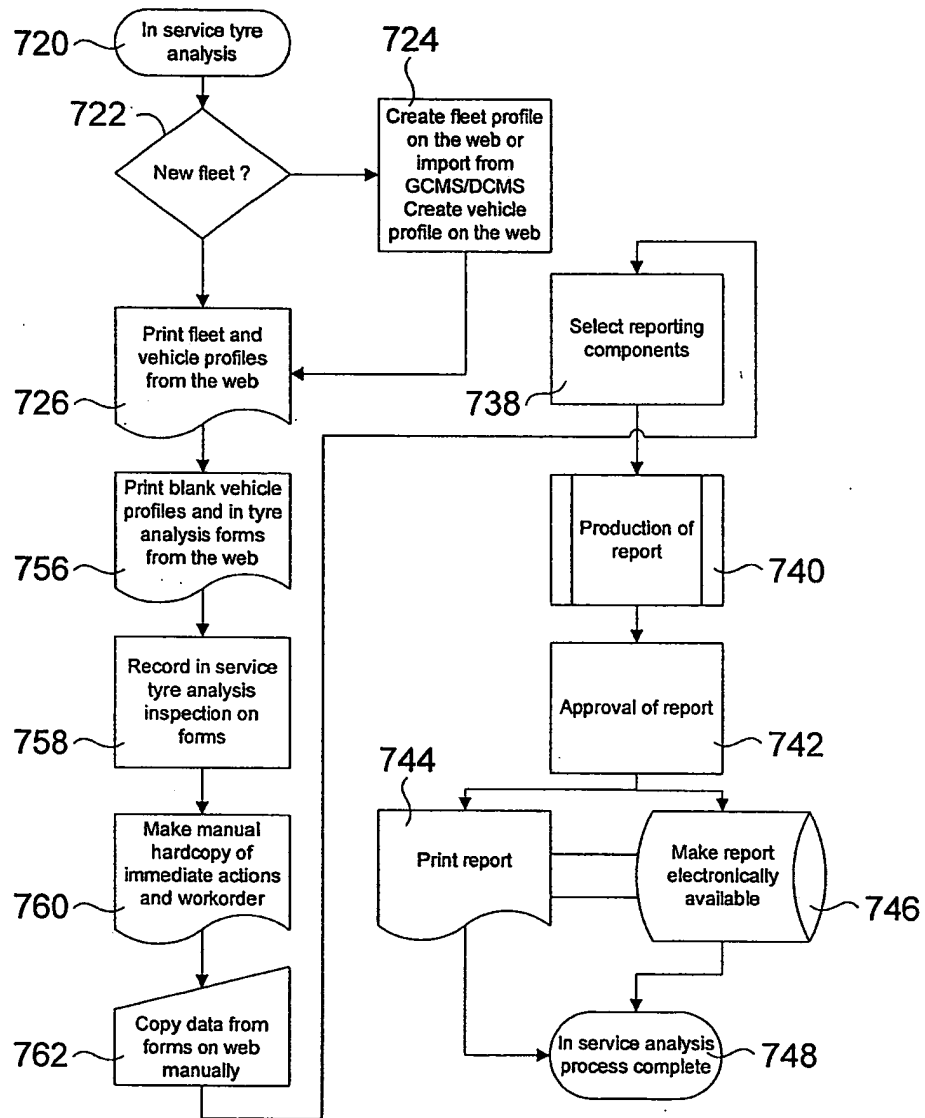 720
In service tyre
analysis
722
New fleet ?
724
Create fleet profile
on the web or
import from
GCMS/DCMS
Create vehicle
profile on the web
726
Print fleet and
vehicle profiles
from the web
756
Print blank vehicle
profiles and in tyre
analysis forms
from the web
758
Record in service
tyre analysis
inspection on
forms
760
Make manual
hardcopy of
immediate actions
and workorder
762
Copy data from
forms on web
manually
Select reporting
components
738
Production of
report
740
Approval of report
742
744
Print report
Make report
electronically
available
746
In service analysis
process complete
748